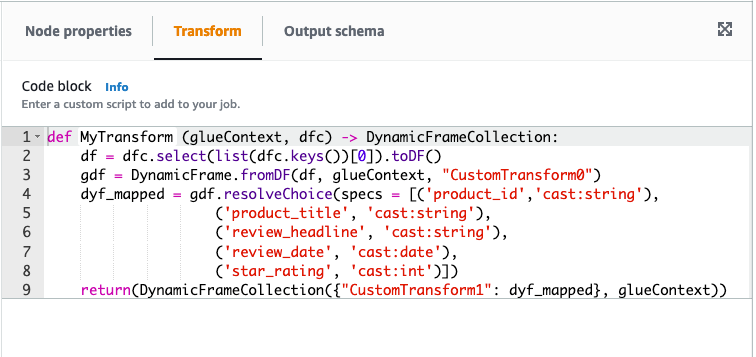 Node properties
Transform
Output schema
Code block Info
Enter a custom script to add to your job.
1 def MyTransform (glueContext, dfc) -> DynamicFrameCollection:
2 df = dfc.select(list(dfc.keys())[0]).toDF()
3 gdf = DynamicFrame.fromDF(df, glueContext, "CustomTransform0")
4 dyf_mapped = gdf.resolveChoice(specs = [('product_id','cast:string'),
5 ('product_title', 'cast:string'),
6 ('review_headline', 'cast:string'),
7 ('review_date', 'cast:date'),
8 ('star_rating', 'cast:int')])
9 return(DynamicFrameCollection({"CustomTransform1": dyf_mapped}, glueContext))